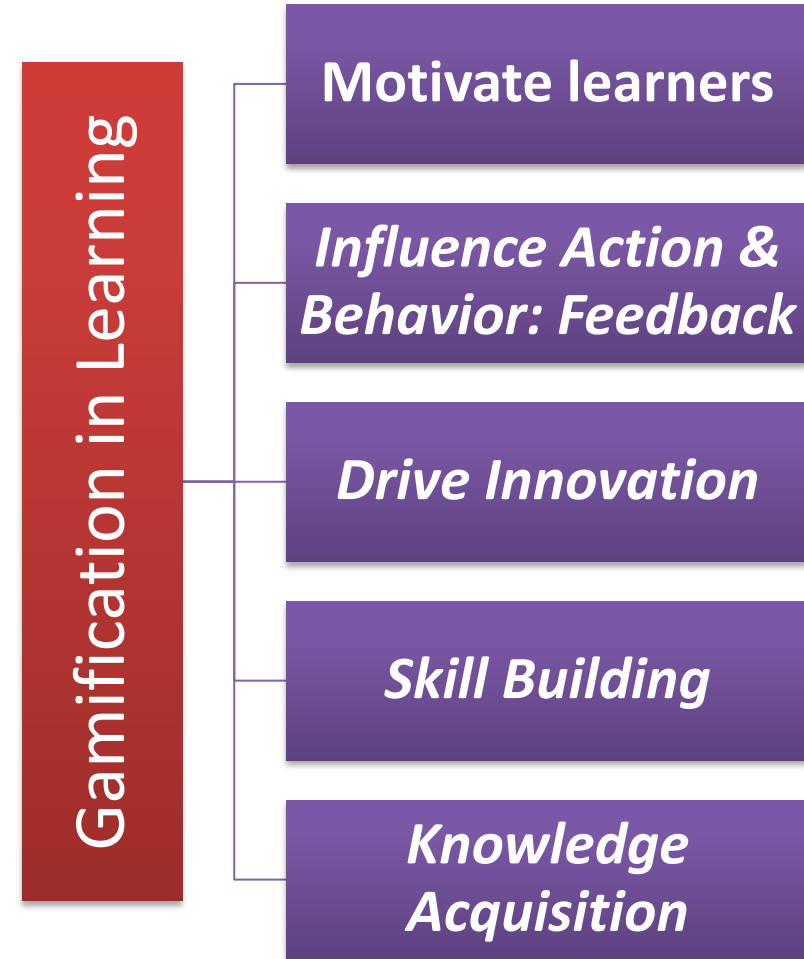 Gamification in Learning
Motivate learners
Influence Action &
Behavior: Feedback
Drive Innovation
Skill Building
Knowledge
Acquisition